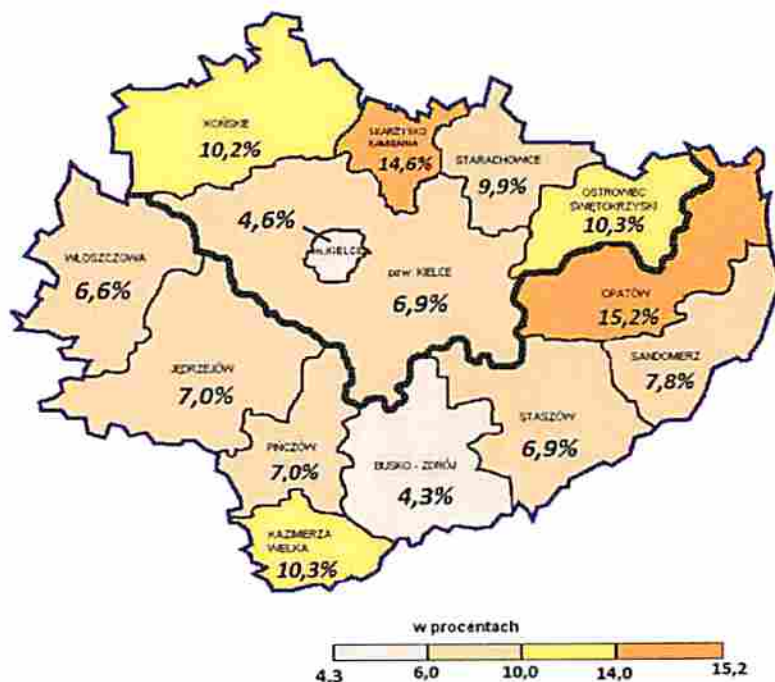 KOŃSKIE
10,2%
SKARŻYSKO
KAMIENNA
14,6%
STARACHOWICE
9,9%
OSTROWIEC
ŚWIĘTOKRZYSKI
10,3%
4,6%
m.KIELCE
WŁOSZCZOWA
6,6%
pow. KIELCE
6,9%
OPATÓW
15,2%
SANDOMIERZ
7,8%
JĘDRZEJÓW
7,0%
STASZÓW
6,9%
PIŃCZÓW
7,0%
BUSKO - ZDRÓJ
4,3%
KAZIMIERZA
WIELKA
10,3%
w procentach
4,3 6,0 10,0 14,0 15,2